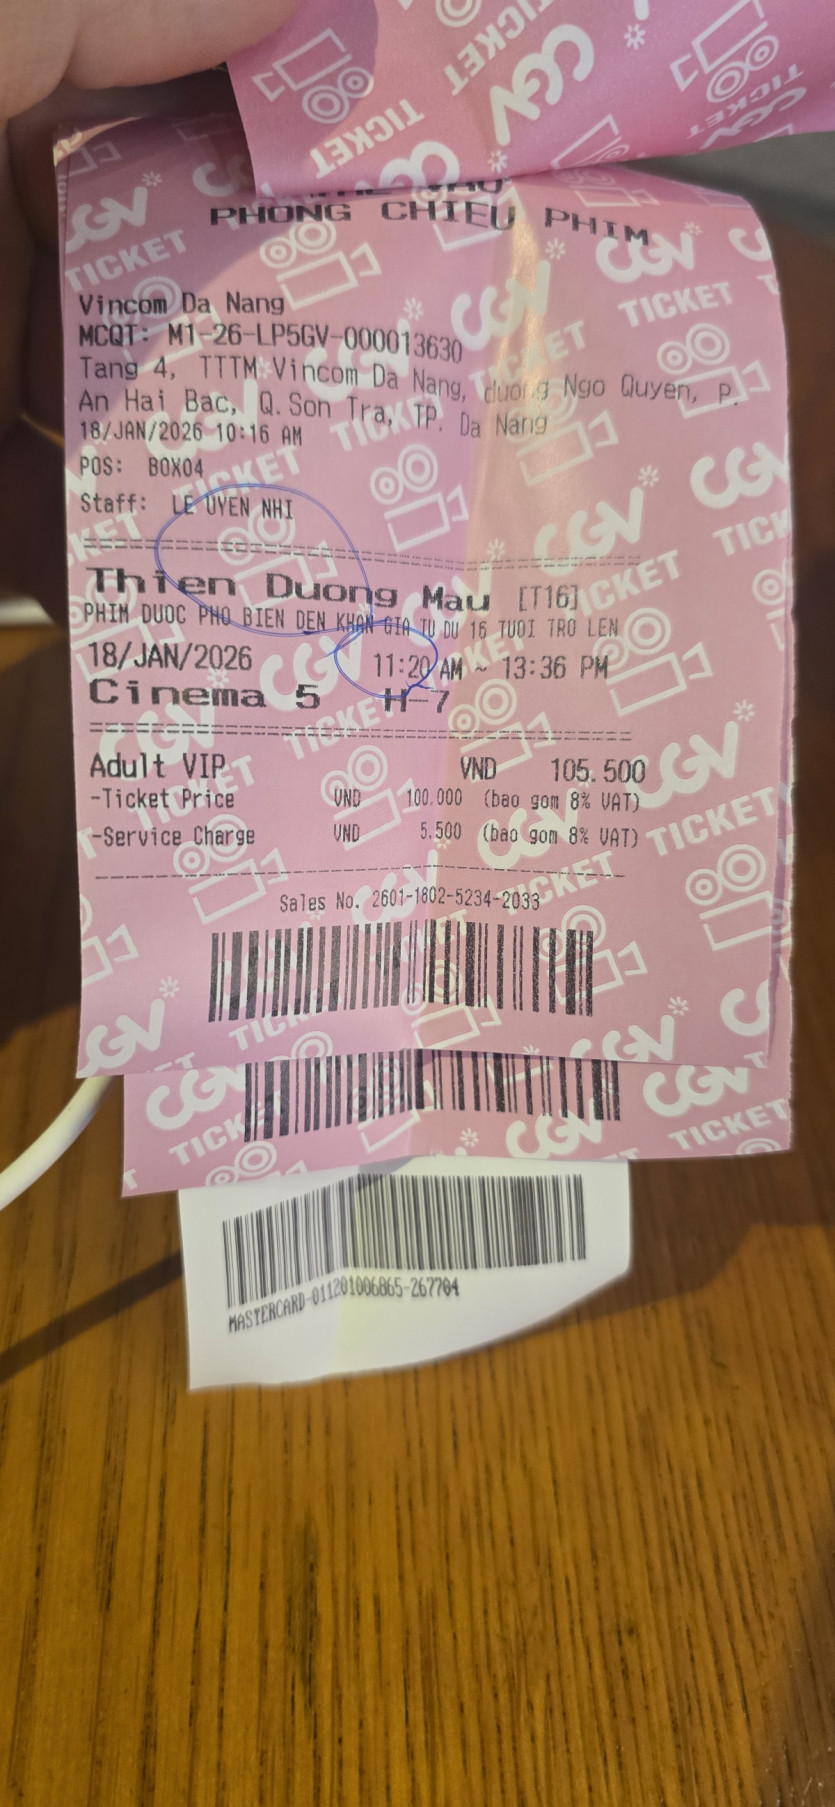 TICKET CGV TICKET
PHONG CHIEU PHIM
Vincom Da Nang
MCQT: M1-26-LP5GV-000013630
Tang 4, TTTM Vincom Da Nang, duong Ngo Quyen, P.
An Hai Bac, Q.Son Tra, TP. Da Nang
18/JAN/2026 10:16 AM
POS: BOX04
Staff: LE UYEN NHI
Thien Duong Mau [T16]
PHIM DUOC PHO BIEN DEN KHAN GIA TU DU 16 TUOI TRO LEN
18/JAN/2026 11:20 AM ~ 13:36 PM
Cinema 5 H-7
Adult VIP VND 105.500
-Ticket Price VND 100.000 (bao gom 8% VAT)
-Service Charge VND 5.500 (bao gom 8% VAT)
Sales No. 2601-1802-5234-2033
CGV TICKET
MASTERCARD-011201006865-267704